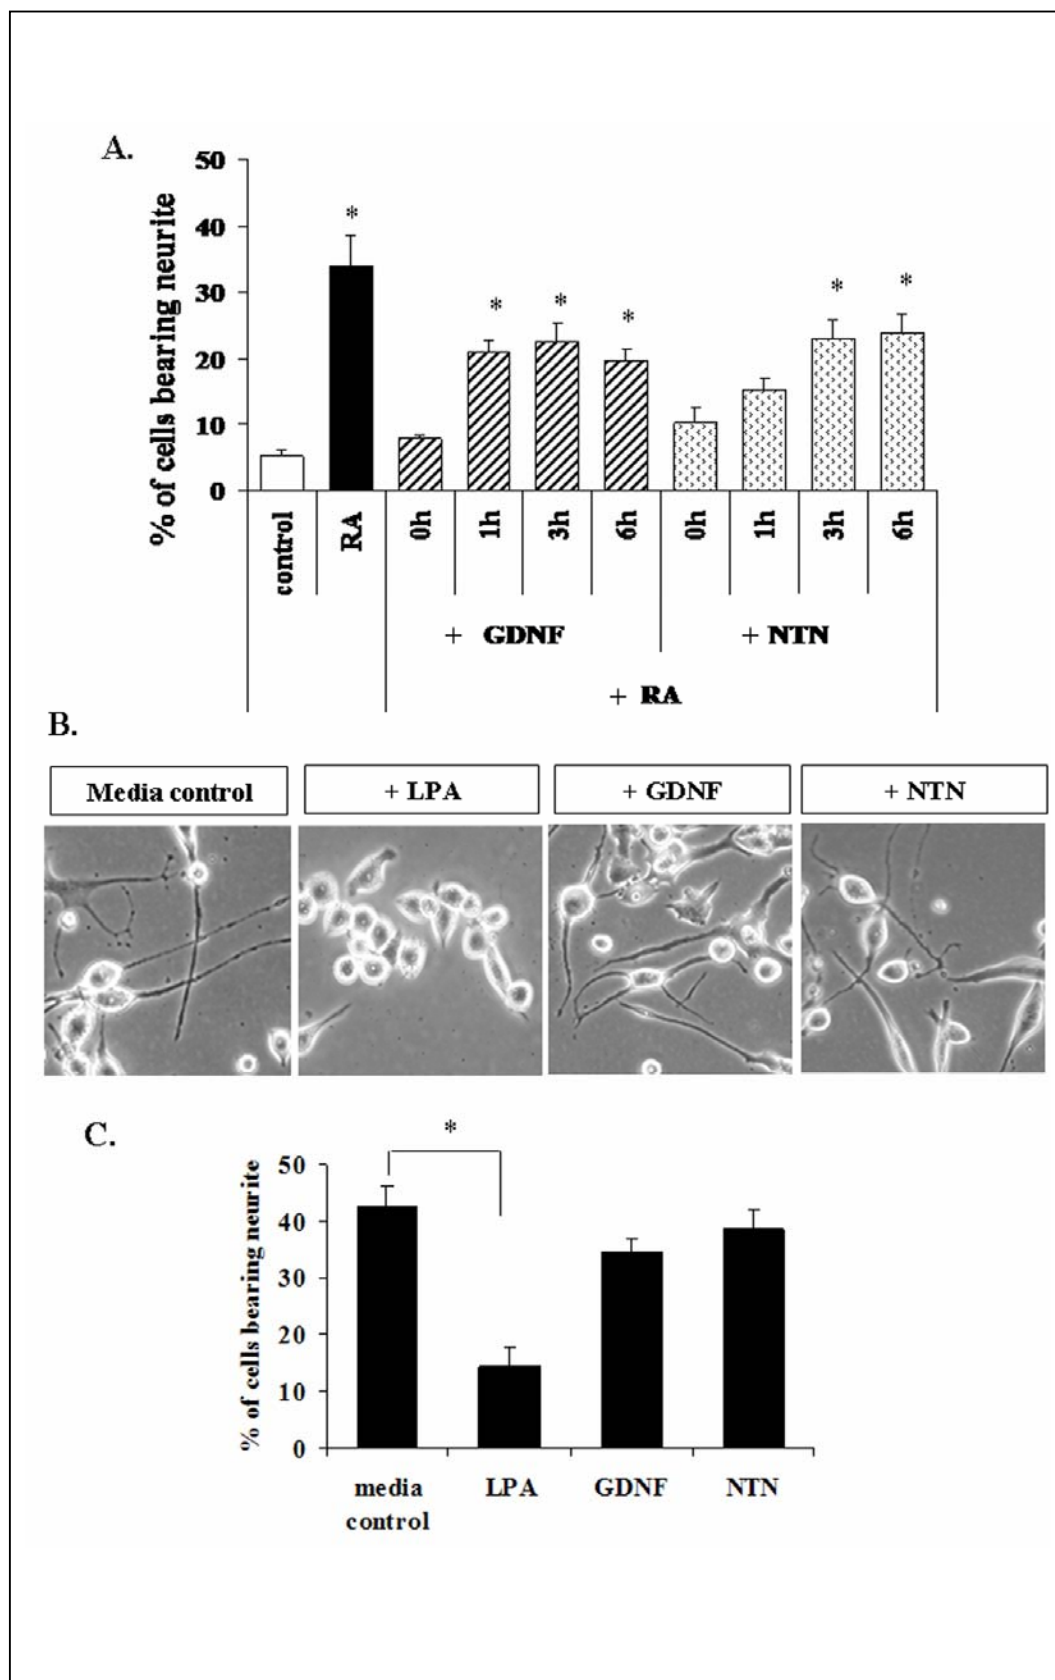 A.
% of cells bearing neurite
50
40
30
20
10
0
* * * * * *
control RA 0h 1h 3h 6h 0h 1h 3h 6h
+ GDNF + NTN
+ RA
B.
Media control + LPA + GDNF + NTN
C.
*
% of cells bearing neurite
50
40
30
20
10
0
media LPA GDNF NTN
control